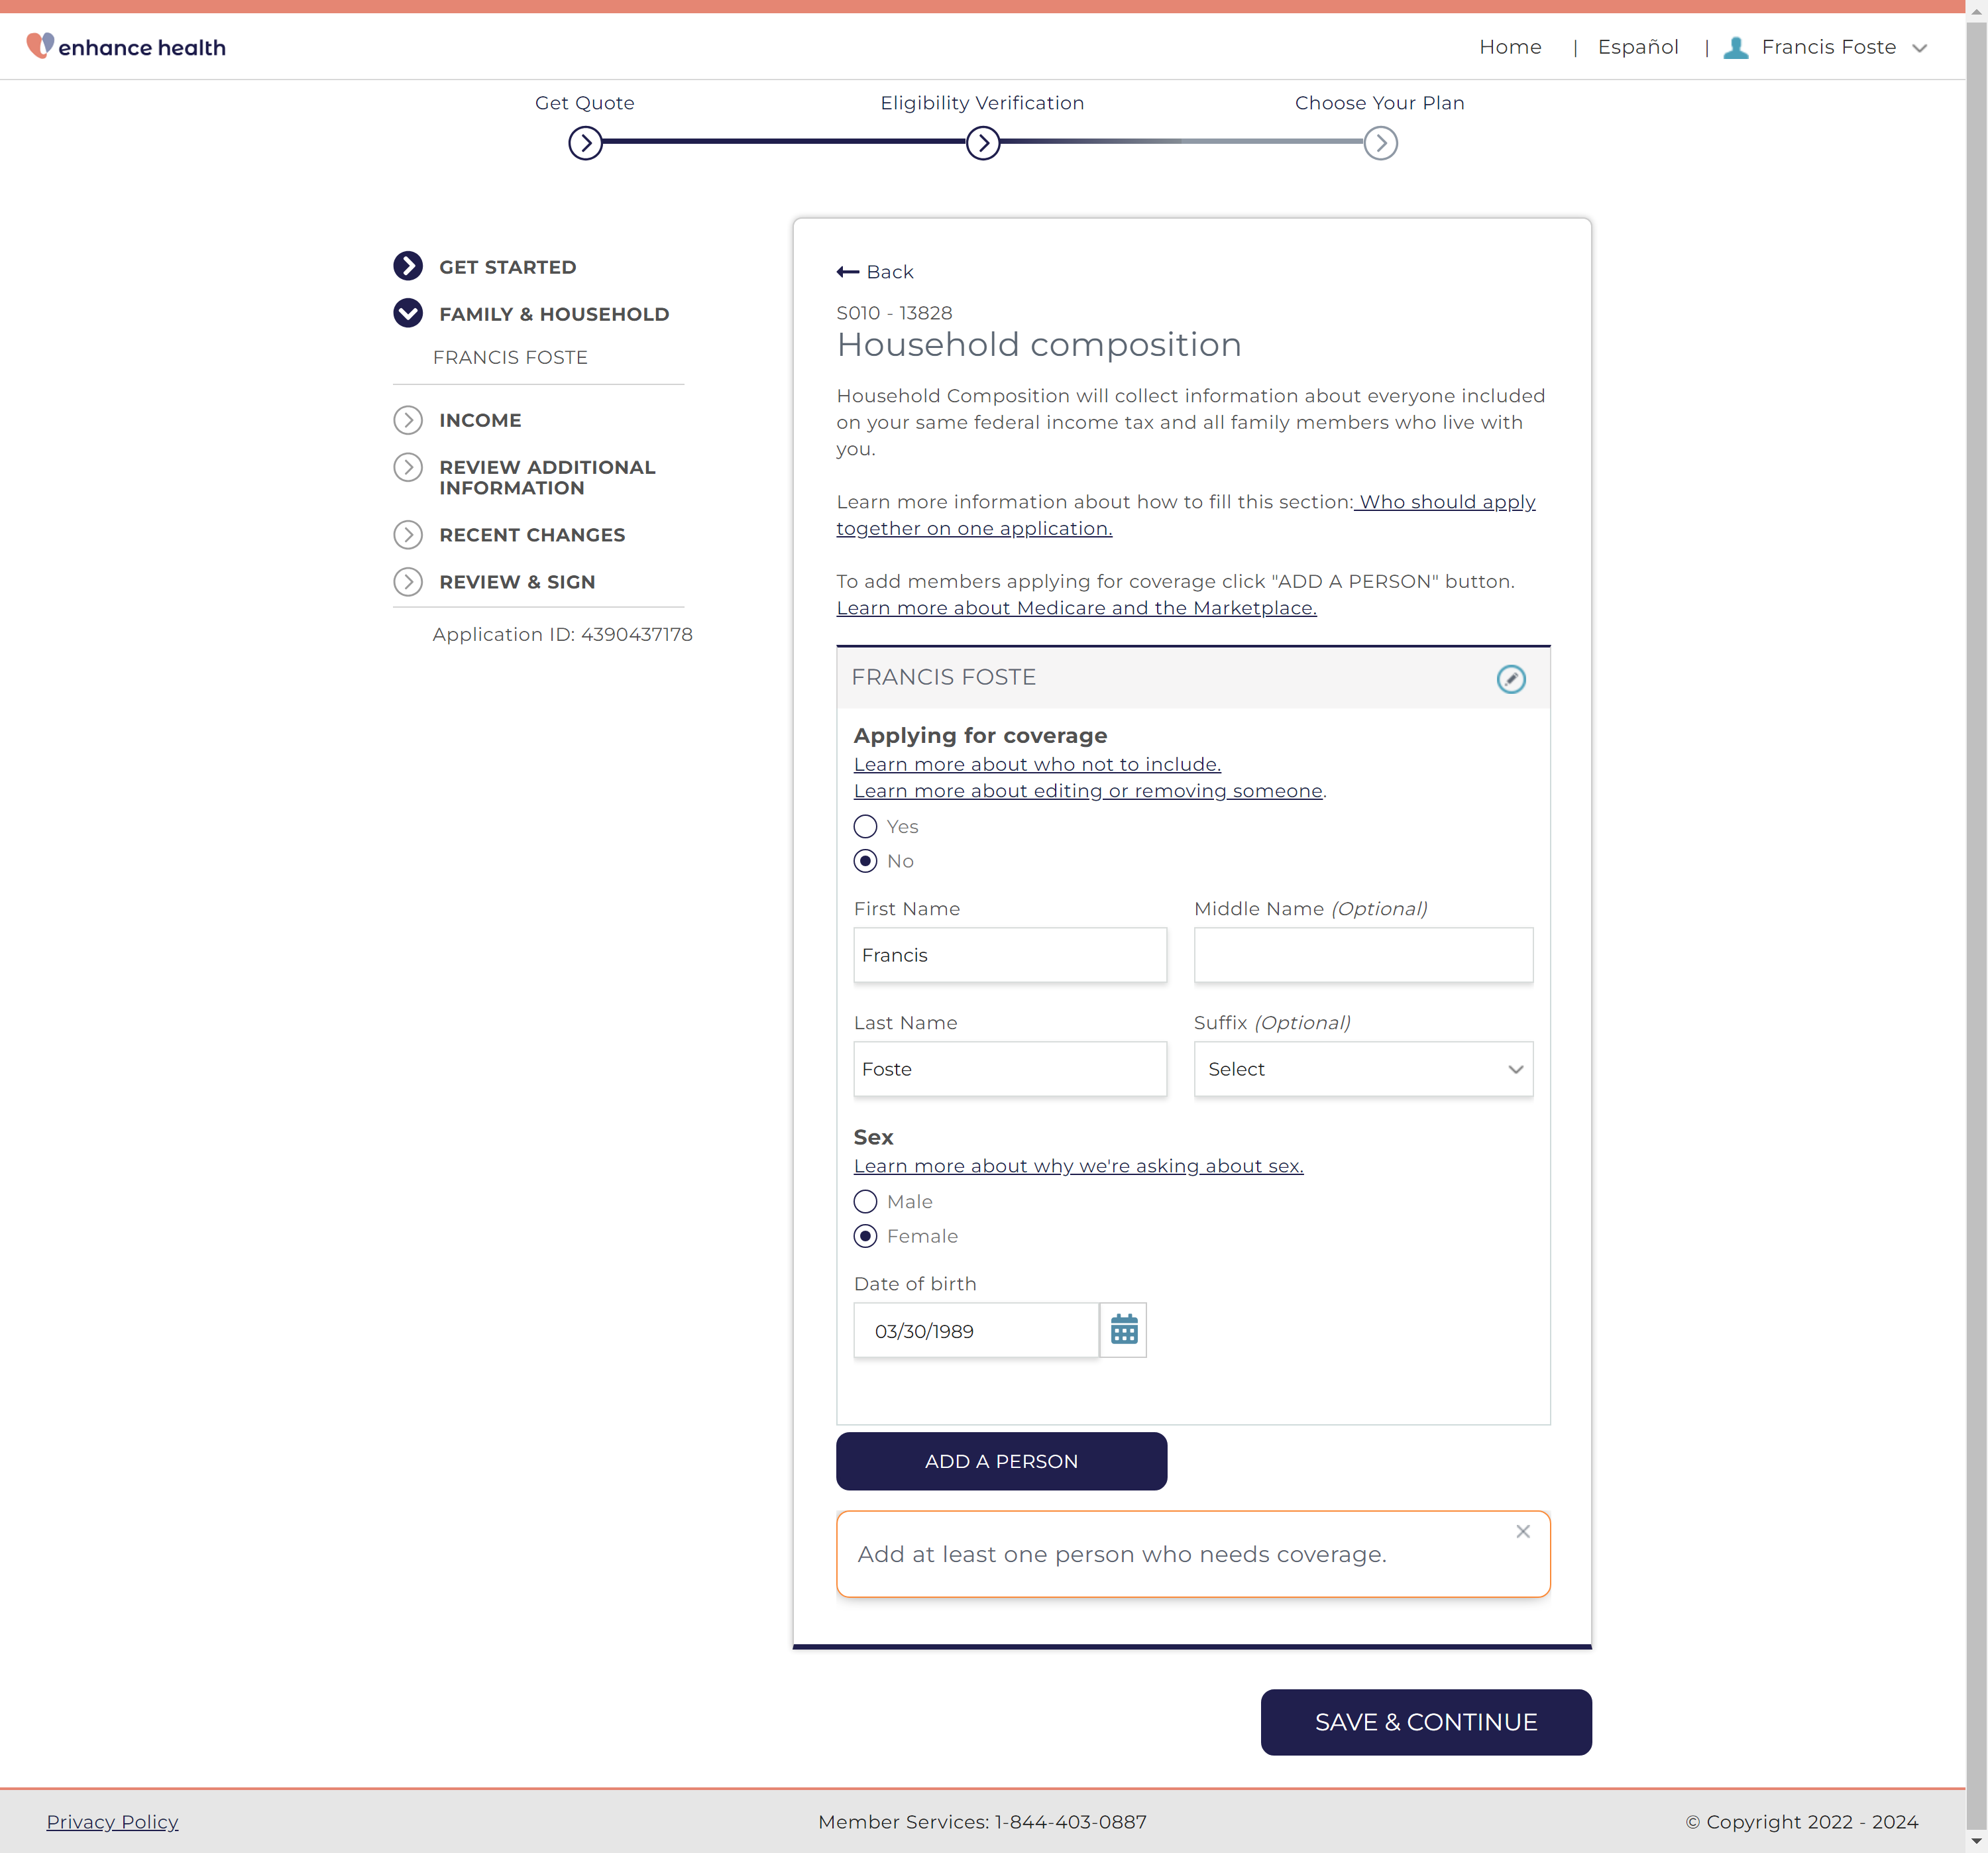 enhance health
Home | Español | Francis Foste
Get Quote
Eligibility Verification
Choose Your Plan
GET STARTED
FAMILY & HOUSEHOLD
FRANCIS FOSTE
INCOME
REVIEW ADDITIONAL
INFORMATION
RECENT CHANGES
REVIEW & SIGN
Application ID: 4390437178
Back
S010 - 13828
Household composition
Household Composition will collect information about everyone included
on your same federal income tax and all family members who live with
you.
Learn more information about how to fill this section: Who should apply
together on one application.
To add members applying for coverage click "ADD A PERSON" button.
Learn more about Medicare and the Marketplace.
FRANCIS FOSTE
Applying for coverage
Learn more about who not to include.
Learn more about editing or removing someone.
Yes
No
First Name
Middle Name (Optional)
Francis
Last Name
Suffix (Optional)
Foste
Select
Sex
Learn more about why we're asking about sex.
Male
Female
Date of birth
03/30/1989
ADD A PERSON
Add at least one person who needs coverage.
SAVE & CONTINUE
Privacy Policy
Member Services: 1-844-403-0887
© Copyright 2022 - 2024